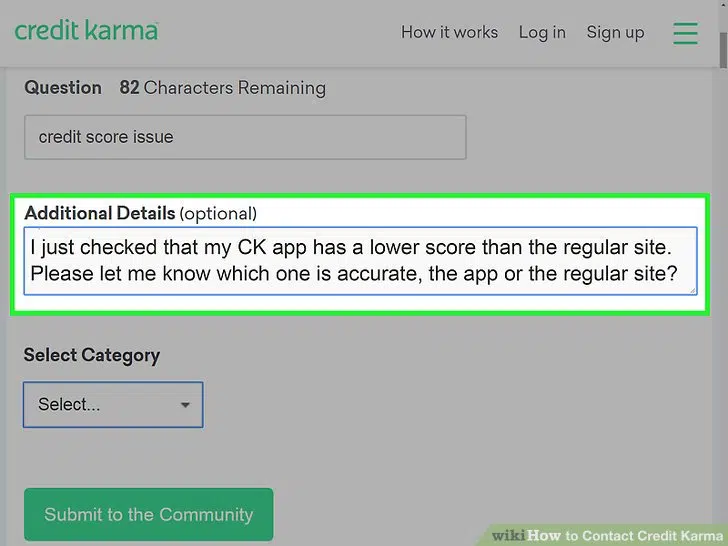 credit karma
How it works Log in Sign up
Question 82 Characters Remaining
credit score issue
Additional Details (optional)
I just checked that my CK app has a lower score than the regular site.
Please let me know which one is accurate, the app or the regular site?
Select Category
Select...
Submit to the Community
wikiHow to Contact Credit Karma